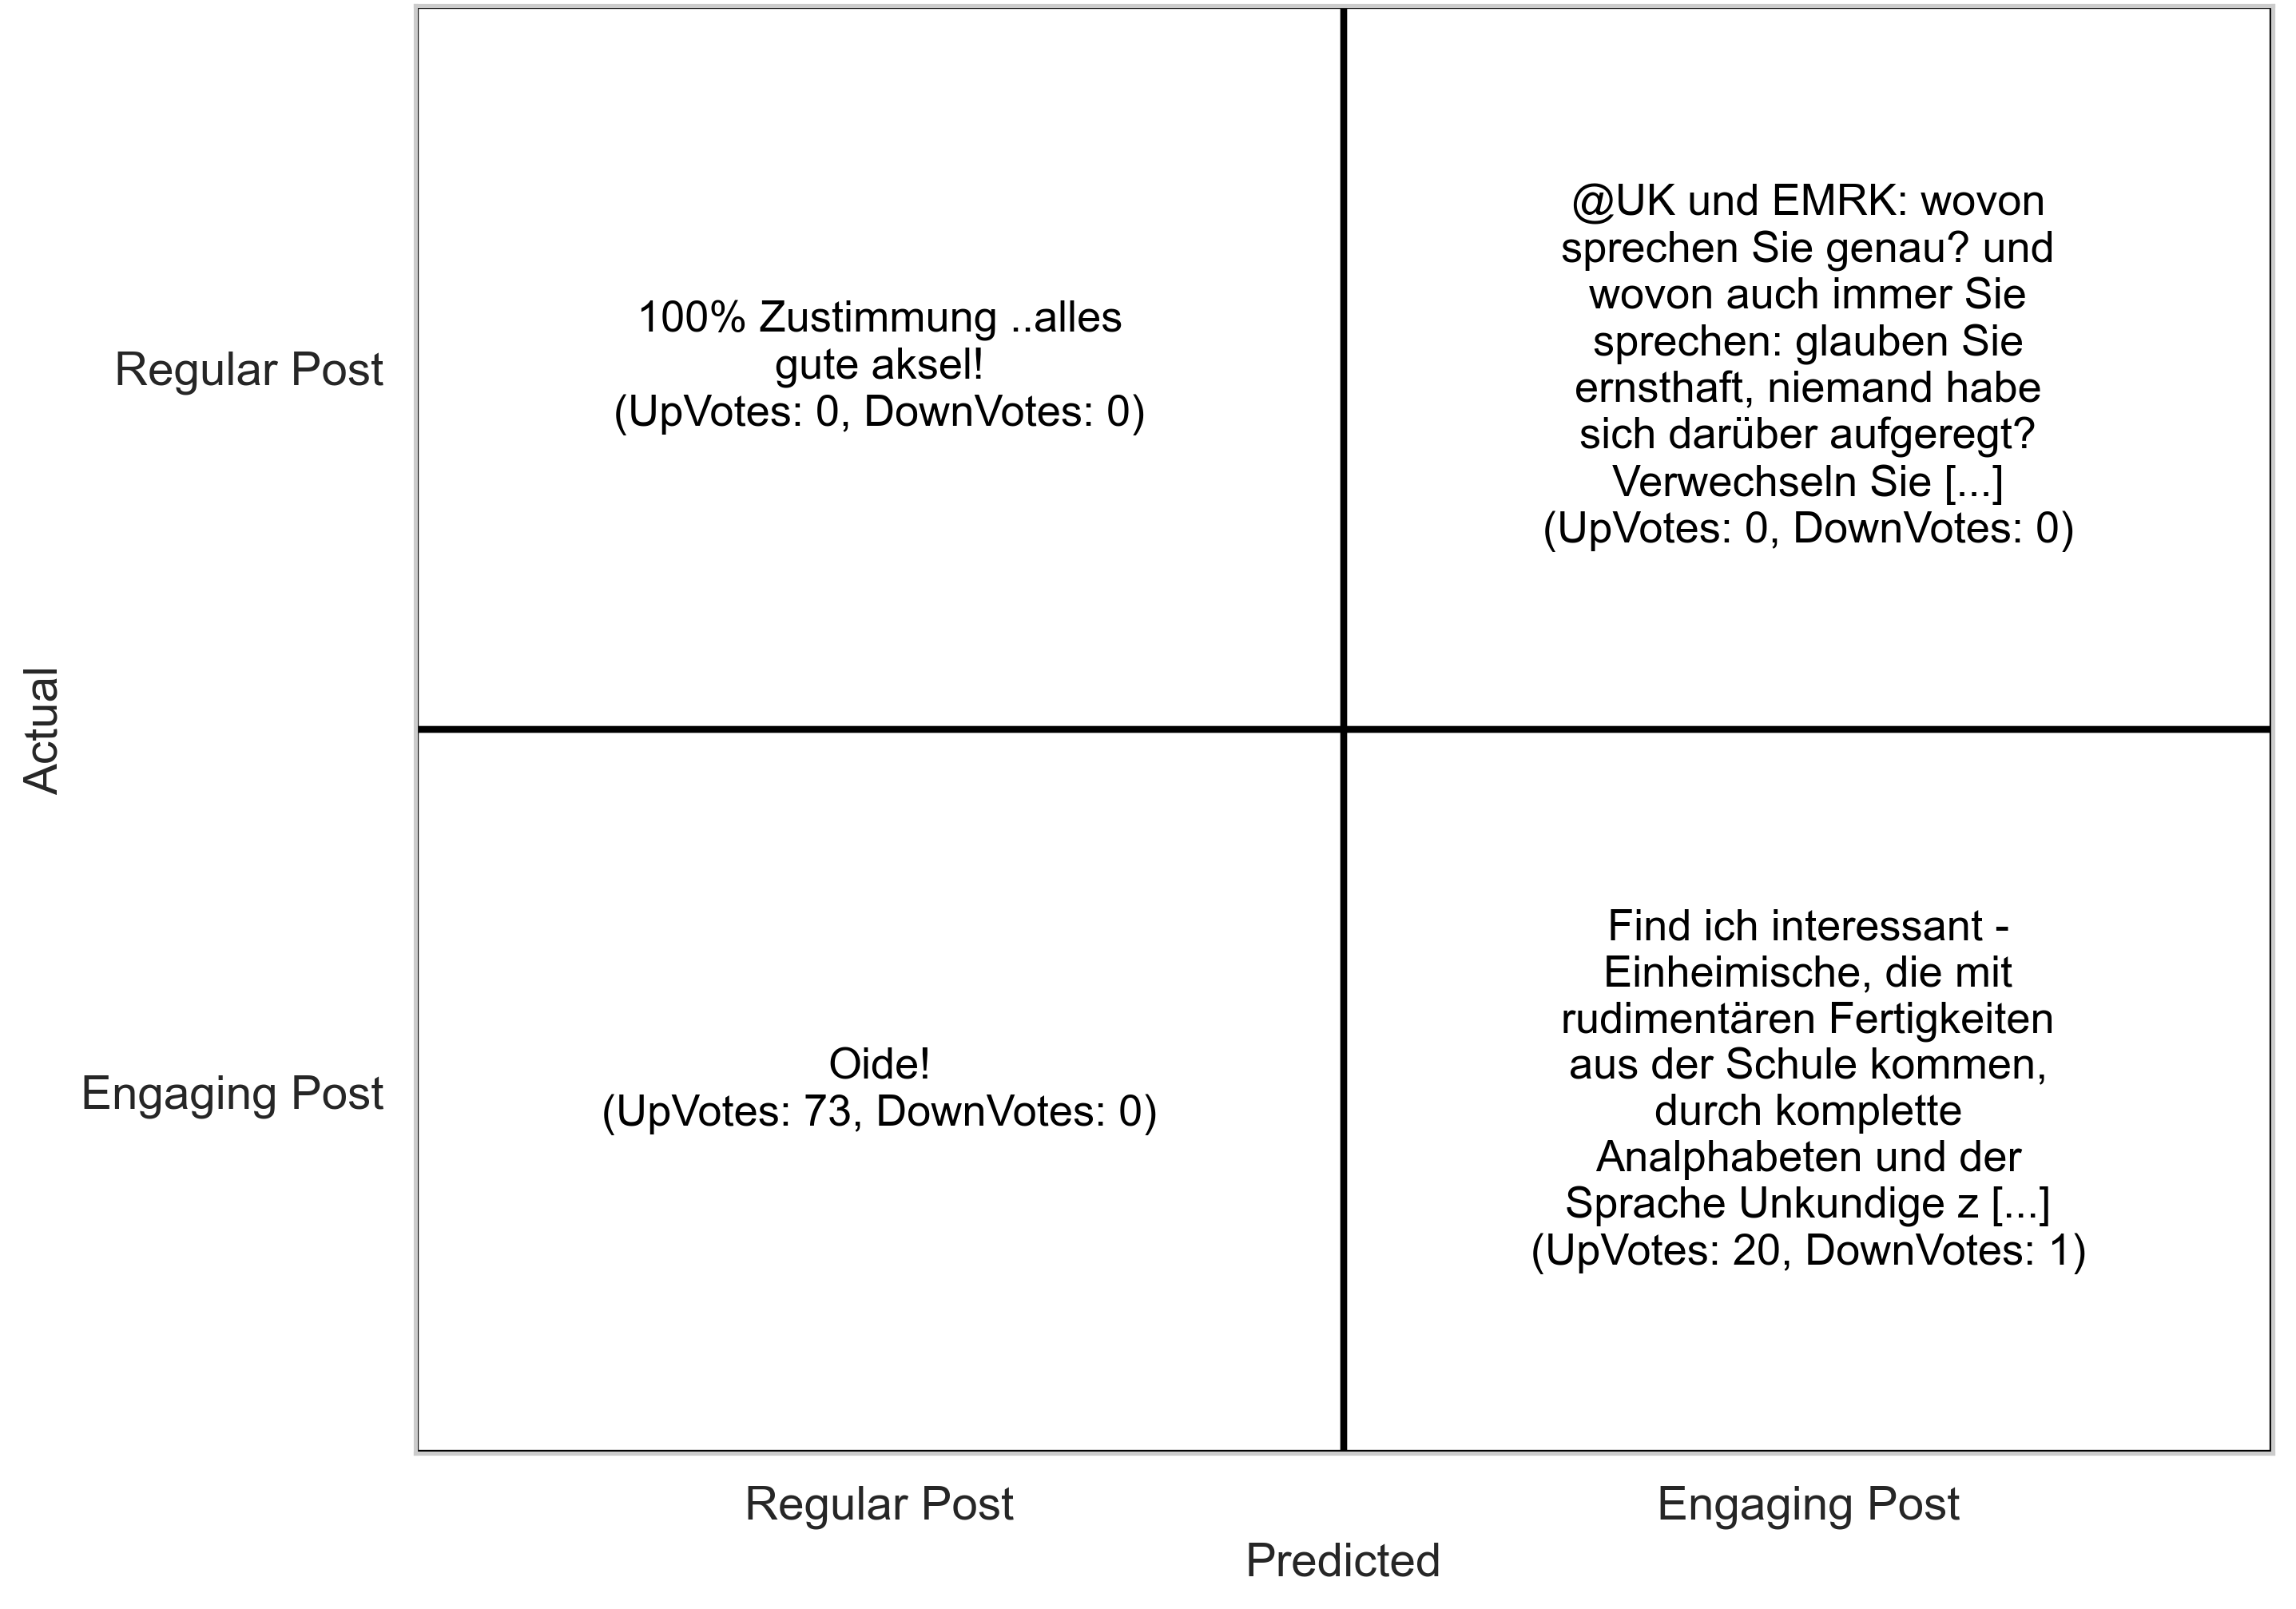 100% Zustimmung ..alles
gute aksel!
(UpVotes: 0, DownVotes: 0)
@UK und EMRK: wovon
sprechen Sie genau? und
wovon auch immer Sie
sprechen: glauben Sie
ernsthaft, niemand habe
sich darüber aufgeregt?
Verwechseln Sie [...]
(UpVotes: 0, DownVotes: 0)
Regular Post
Actual
Engaging Post
Oide!
(UpVotes: 73, DownVotes: 0)
Find ich interessant -
Einheimische, die mit
rudimentären Fertigkeiten
aus der Schule kommen,
durch komplette
Analphabeten und der
Sprache Unkundige z [...]
(UpVotes: 20, DownVotes: 1)
Regular Post
Engaging Post
Predicted